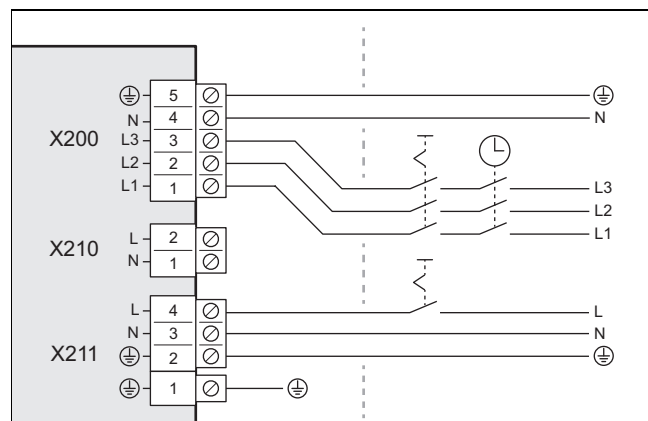 ⏚ 5 ⏚
N 4 N
X200
L3 3
L2 2
L1 1
L3
L2
L1
L 2
X210
N 1
L 4 L
N 3 N
X211
⏚ 2 ⏚
⏚ 1 ⏚